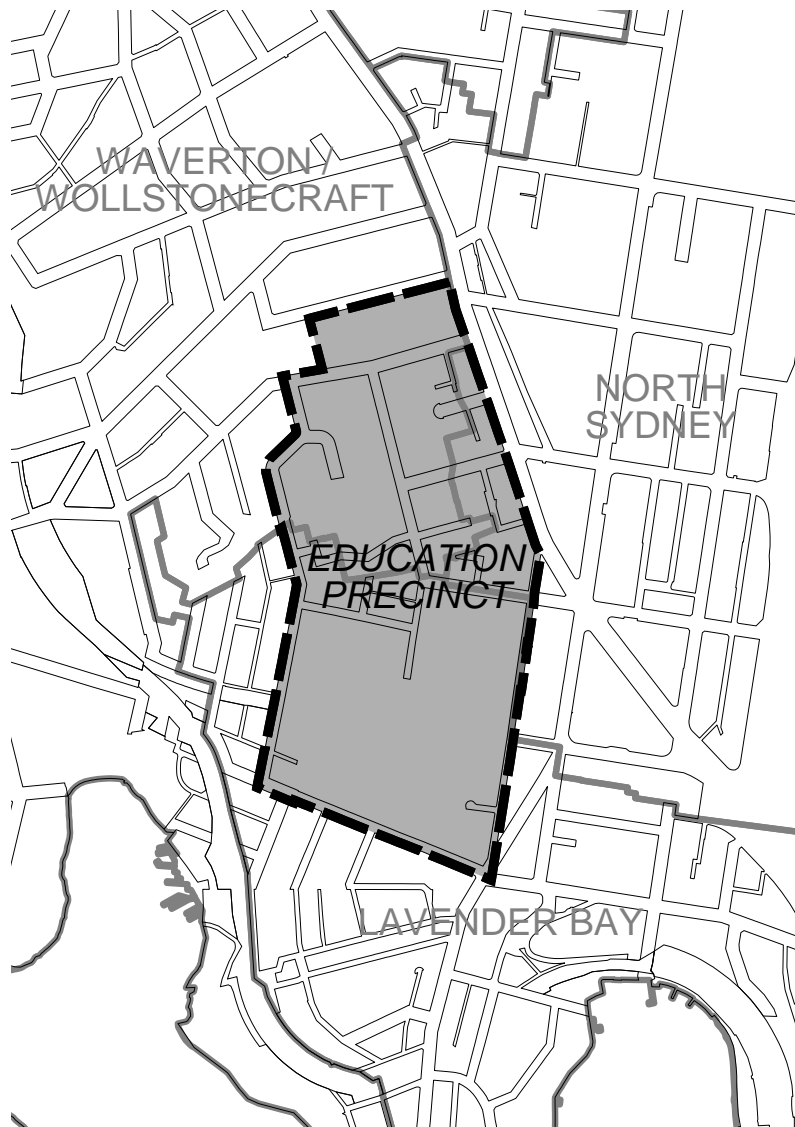 WAVERTON /
WOLLSTONECRAFT
NORTH
SYDNEY
EDUCATION
PRECINCT
LAVENDER BAY